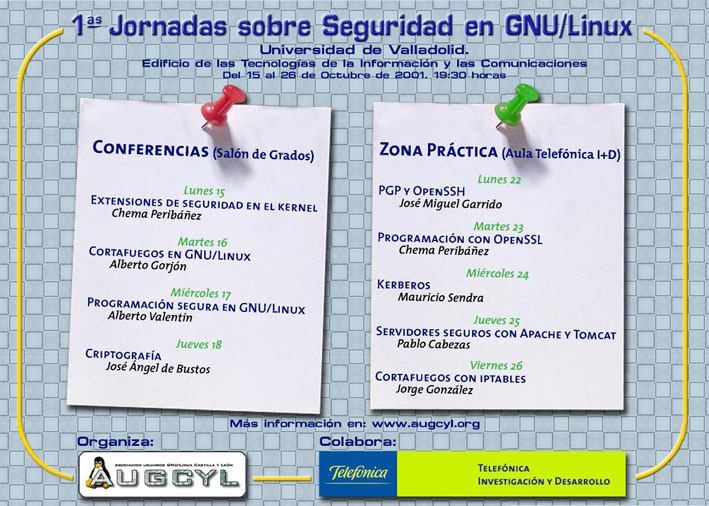 1as Jornadas sobre Seguridad en GNU/Linux
Universidad de Valladolid.
Edificio de las Tecnologías de la Información y las Comunicaciones
Del 15 al 26 de Octubre de 2001. 19:30 horas
Conferencias (Salón de Grados)
Lunes 15
Extensiones de seguridad en el kernel
Chema Peribáñez
Martes 16
Cortafuegos en GNU/Linux
Alberto Gorjón
Miércoles 17
Programación segura en GNU/Linux
Alberto Valentín
Jueves 18
Criptografía
José Ángel de Bustos
Zona Práctica (Aula Telefónica I+D)
Lunes 22
PGP y OpenSSH
José Miguel Garrido
Martes 23
Programación con OpenSSL
Chema Peribáñez
Miércoles 24
Kerberos
Mauricio Sendra
Jueves 25
Servidores seguros con Apache y Tomcat
Pablo Cabezas
Viernes 26
Cortafuegos con iptables
Jorge González
Más información en: www.augcyl.org
Organiza:
Asociación usuarios GNU/Linux Castilla y León
AUGCYL
Colabora:
Telefónica
Telefónica
Investigación y Desarrollo